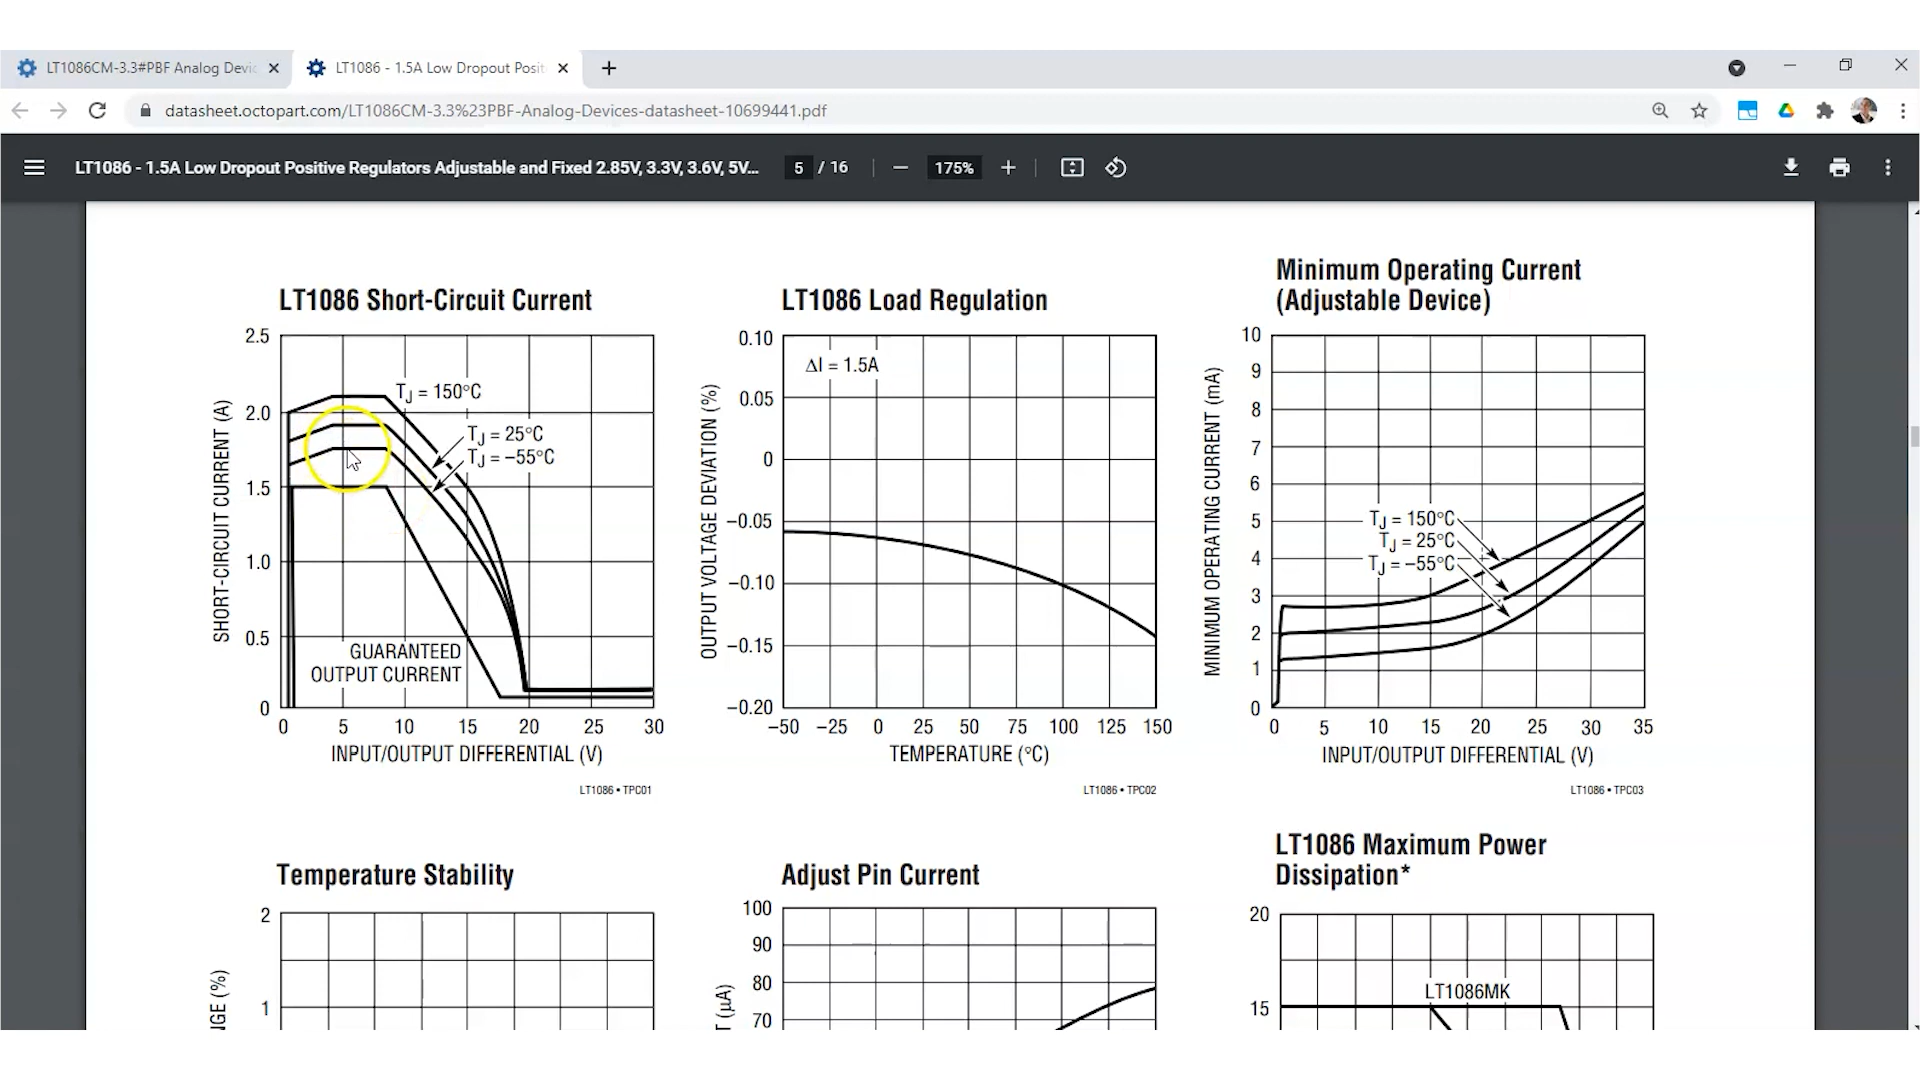 LT1086CM-3.3#PBF Analog Devic
LT1086 - 1.5A Low Dropout Posit
datasheet.octopart.com/LT1086CM-3.3%23PBF-Analog-Devices-datasheet-10699441.pdf
LT1086 - 1.5A Low Dropout Positive Regulators Adjustable and Fixed 2.85V, 3.3V, 3.6V, 5V...
5 / 16
175%
LT1086 Short-Circuit Current
SHORT-CIRCUIT CURRENT (A)
2.5
2.0
1.5
1.0
0.5
0
TJ = 150°C
TJ = 25°C
TJ = –55°C
GUARANTEED
OUTPUT CURRENT
0 5 10 15 20 25 30
INPUT/OUTPUT DIFFERENTIAL (V)
LT1086 • TPC01
LT1086 Load Regulation
OUTPUT VOLTAGE DEVIATION (%)
0.10
0.05
0
–0.05
–0.10
–0.15
–0.20
∆I = 1.5A
–50 –25 0 25 50 75 100 125 150
TEMPERATURE (°C)
LT1086 • TPC02
Minimum Operating Current
(Adjustable Device)
MINIMUM OPERATING CURRENT (mA)
10
9
8
7
6
5
4
3
2
1
0
TJ = 150°C
TJ = 25°C
TJ = –55°C
0 5 10 15 20 25 30 35
INPUT/OUTPUT DIFFERENTIAL (V)
LT1086 • TPC03
Temperature Stability
2
1
NGE (%)
Adjust Pin Current
100
90
80
70
T (µA)
LT1086 Maximum Power
Dissipation*
20
15
LT1086MK